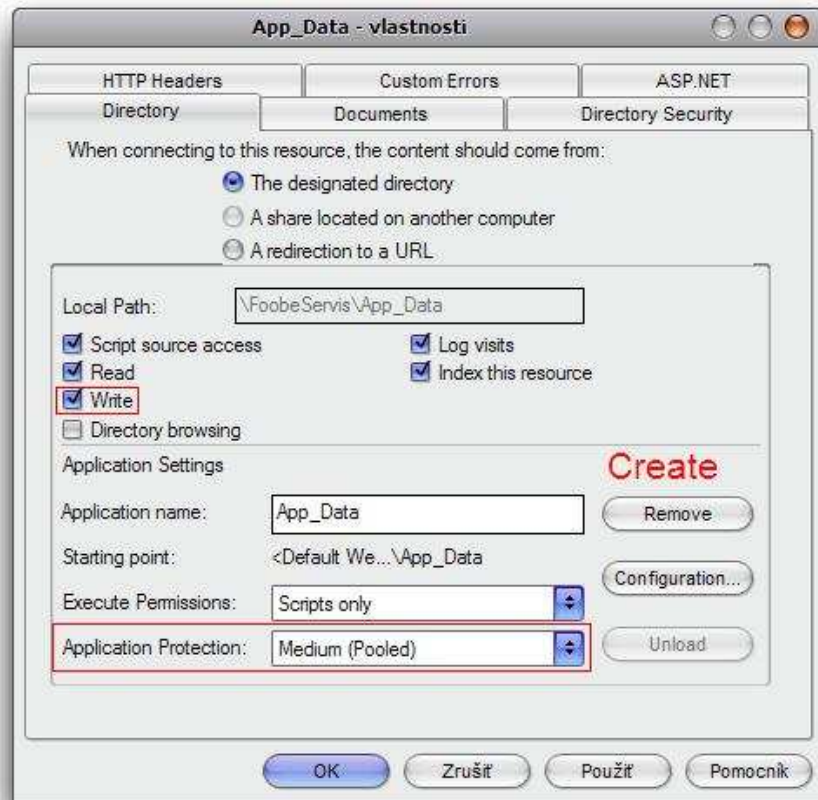 App_Data - vlastnosti
HTTP Headers Custom Errors ASP.NET
Directory Documents Directory Security
When connecting to this resource, the content should come from:
The designated directory
A share located on another computer
A redirection to a URL
Local Path: \FoobeServis\App_Data
Script source access Log visits
Read Index this resource
Write
Directory browsing
Application Settings Create
Application name: App_Data Remove
Starting point: <Default We...\App_Data
Configuration...
Execute Permissions: Scripts only
Application Protection: Medium (Pooled) Unload
OK Zrušiť Použiť Pomocník